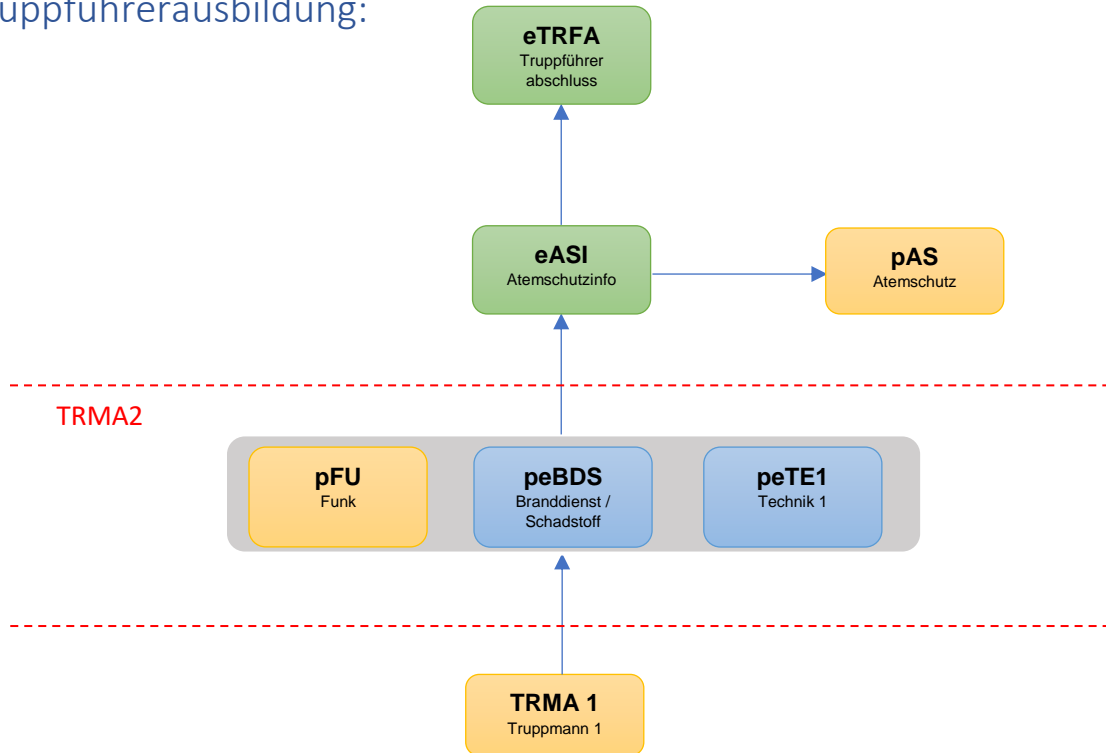 uppführerausbildung:
eTRFA
Truppführer
abschluss
eASI
Atemschutzinfo
pAS
Atemschutz
TRMA2
pFU
Funk
peBDS
Branddienst /
Schadstoff
peTE1
Technik 1
TRMA 1
Truppmann 1